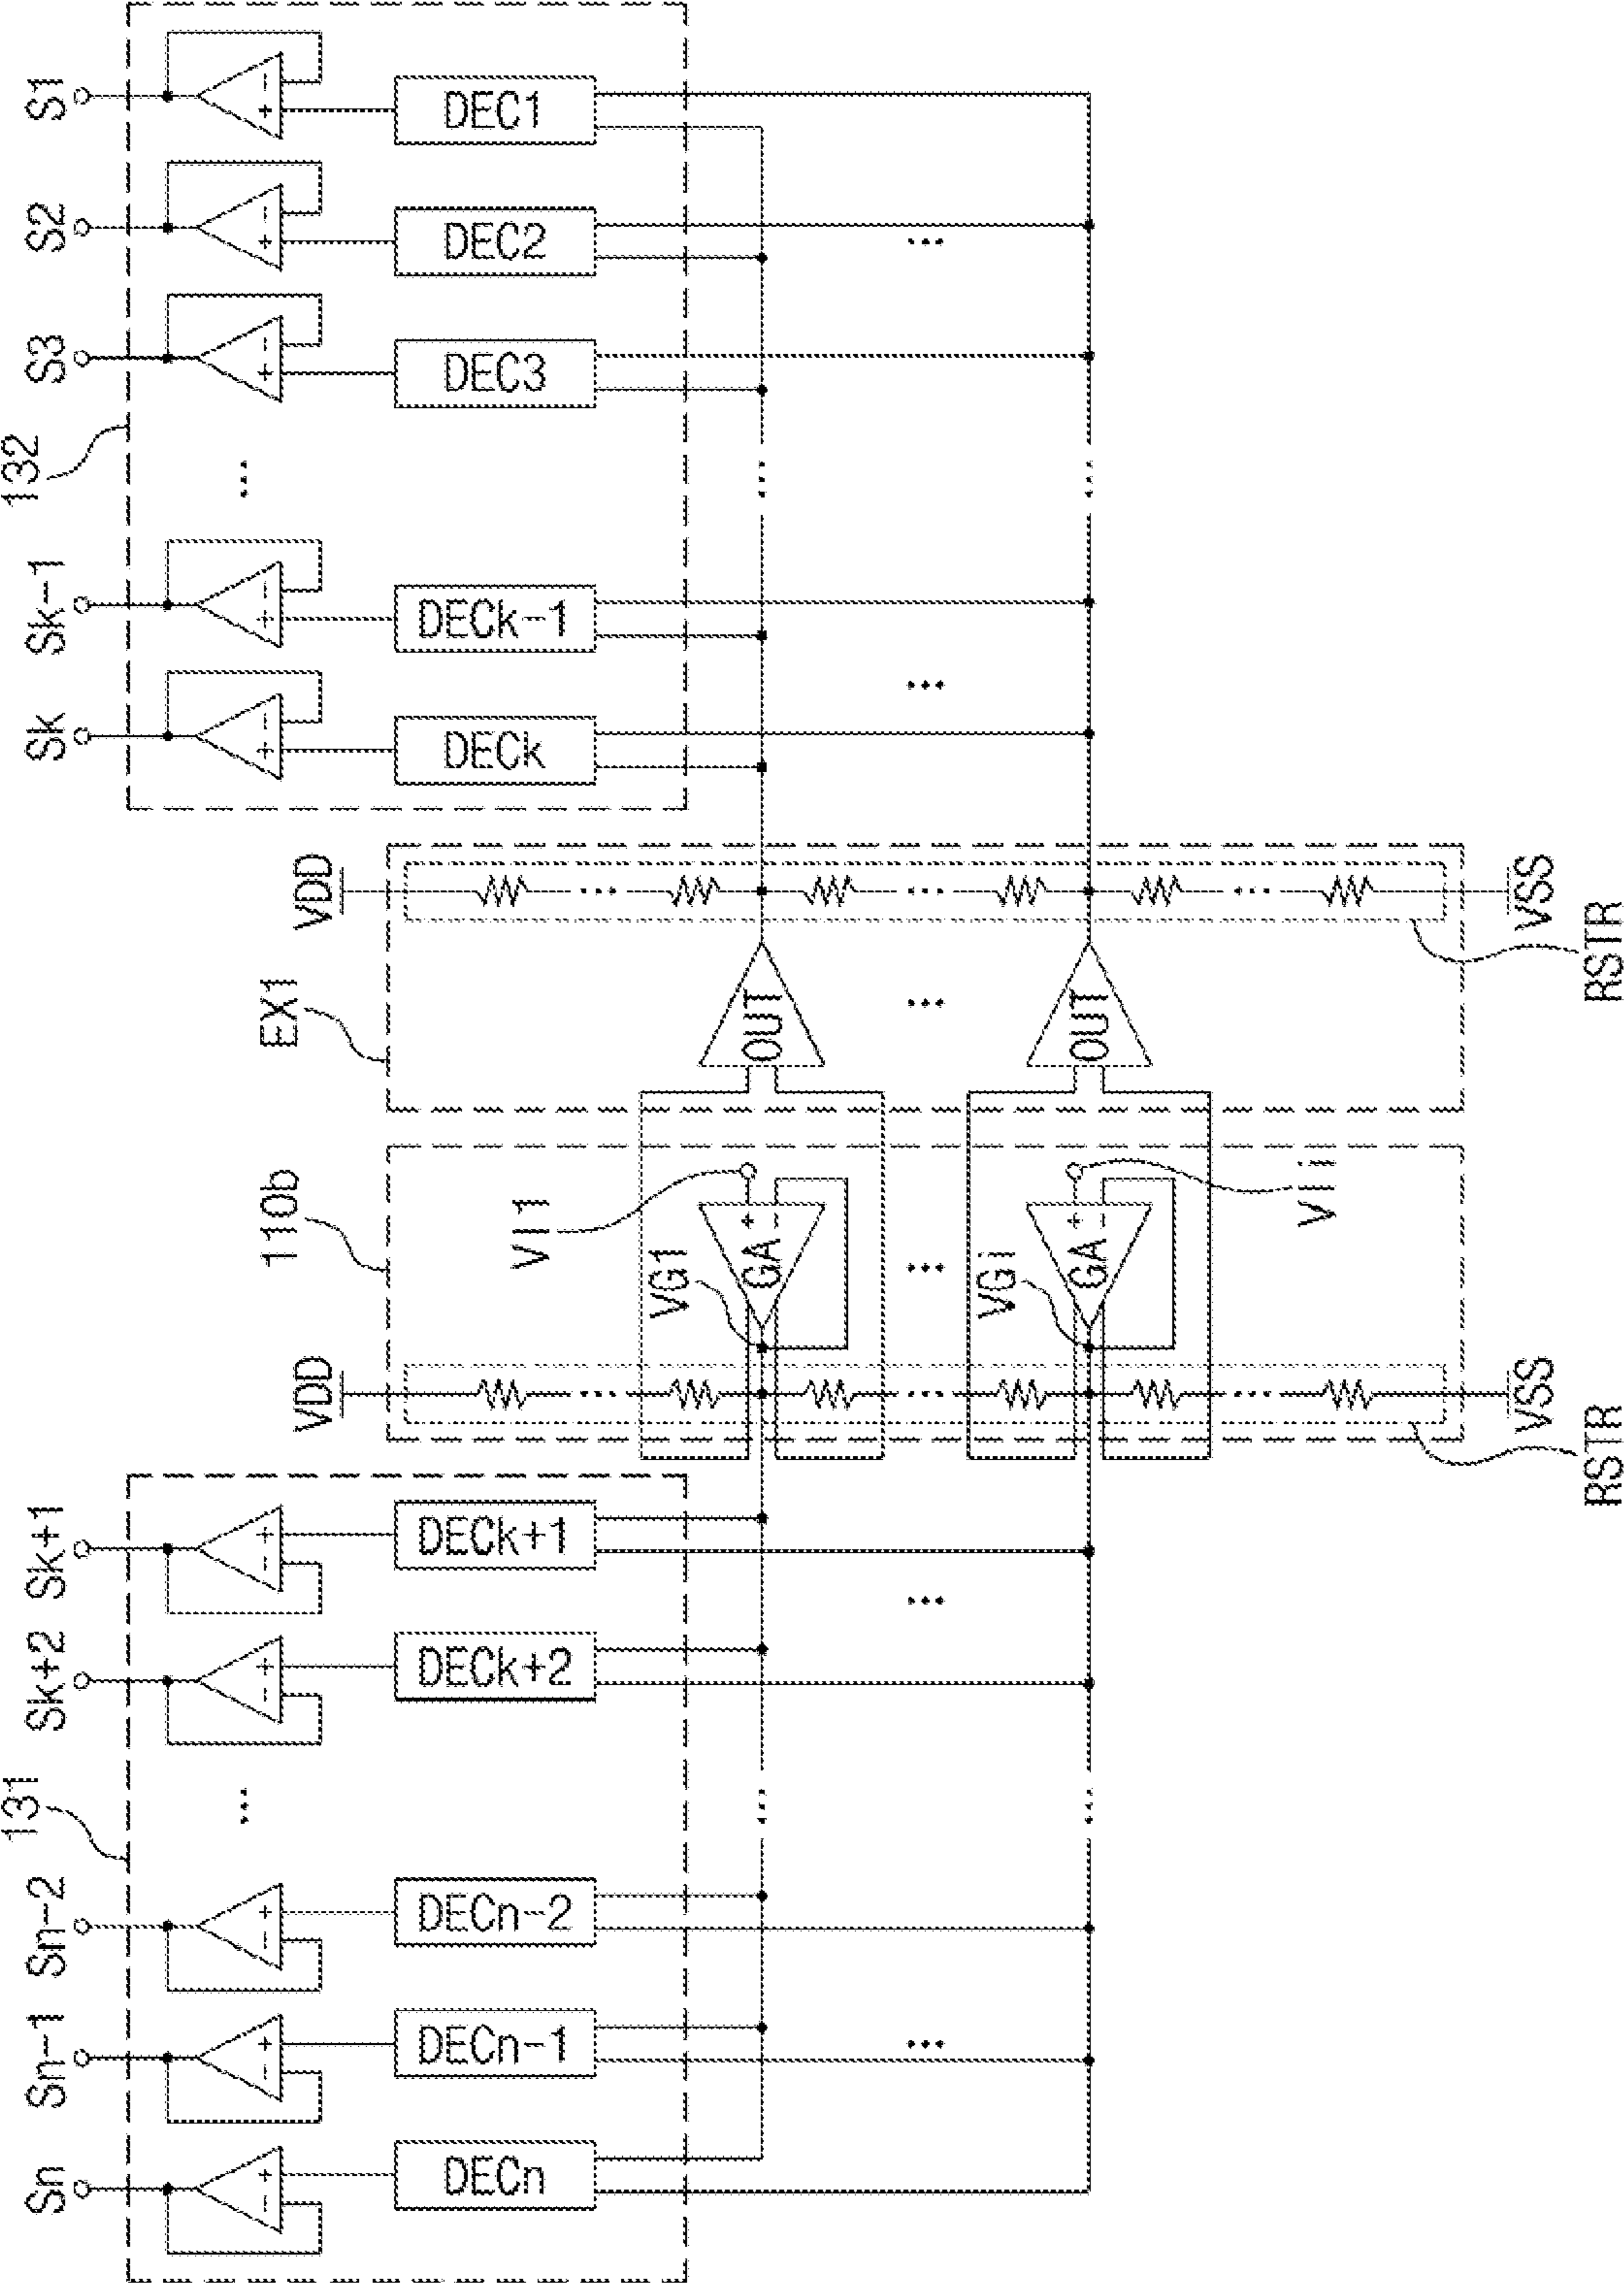 131
132
Sn
Sn-1
Sn-2
...
Sk+2
Sk+1
Sk
Sk-1
...
S3
S2
S1
- +
- +
- +
- +
- +
+ -
+ -
+ -
+ -
+ -
110b
EX1
VDD
VDD
DECn
DECn-1
DECn-2
DECk+2
DECk+1
DECk
DECk-1
DEC3
DEC2
DEC1
VI1
VG1
GA
+
-
OUT
VGi
GA
+
-
OUT
VIi
VSS
VSS
RSTR
RSTR